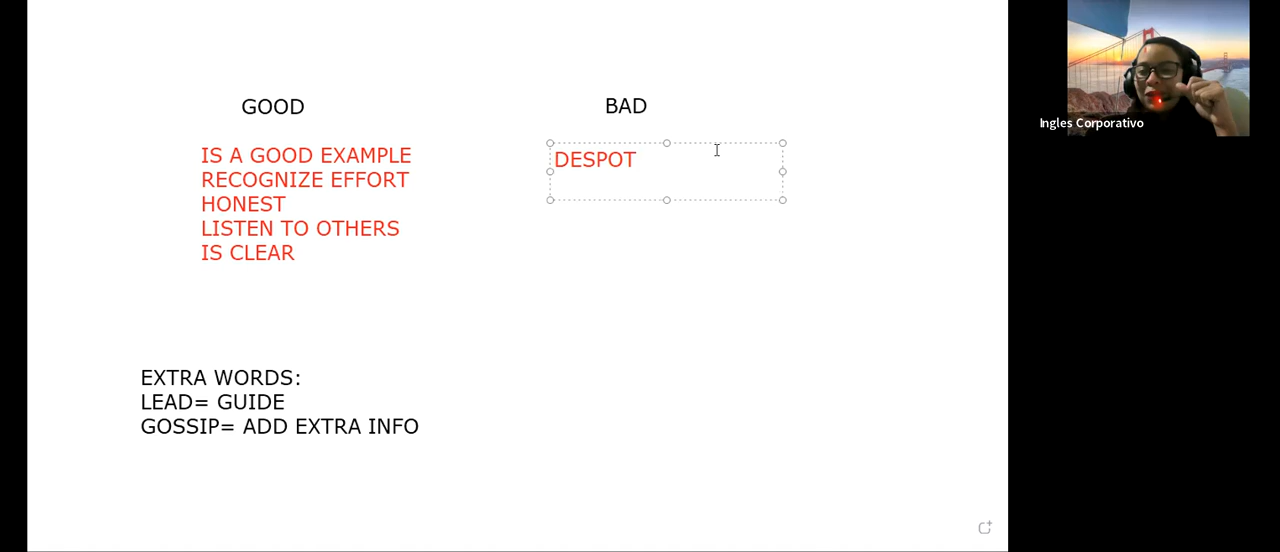 GOOD
BAD
IS A GOOD EXAMPLE
RECOGNIZE EFFORT
HONEST
LISTEN TO OTHERS
IS CLEAR
DESPOT
EXTRA WORDS:
LEAD= GUIDE
GOSSIP= ADD EXTRA INFO
Ingles Corporativo